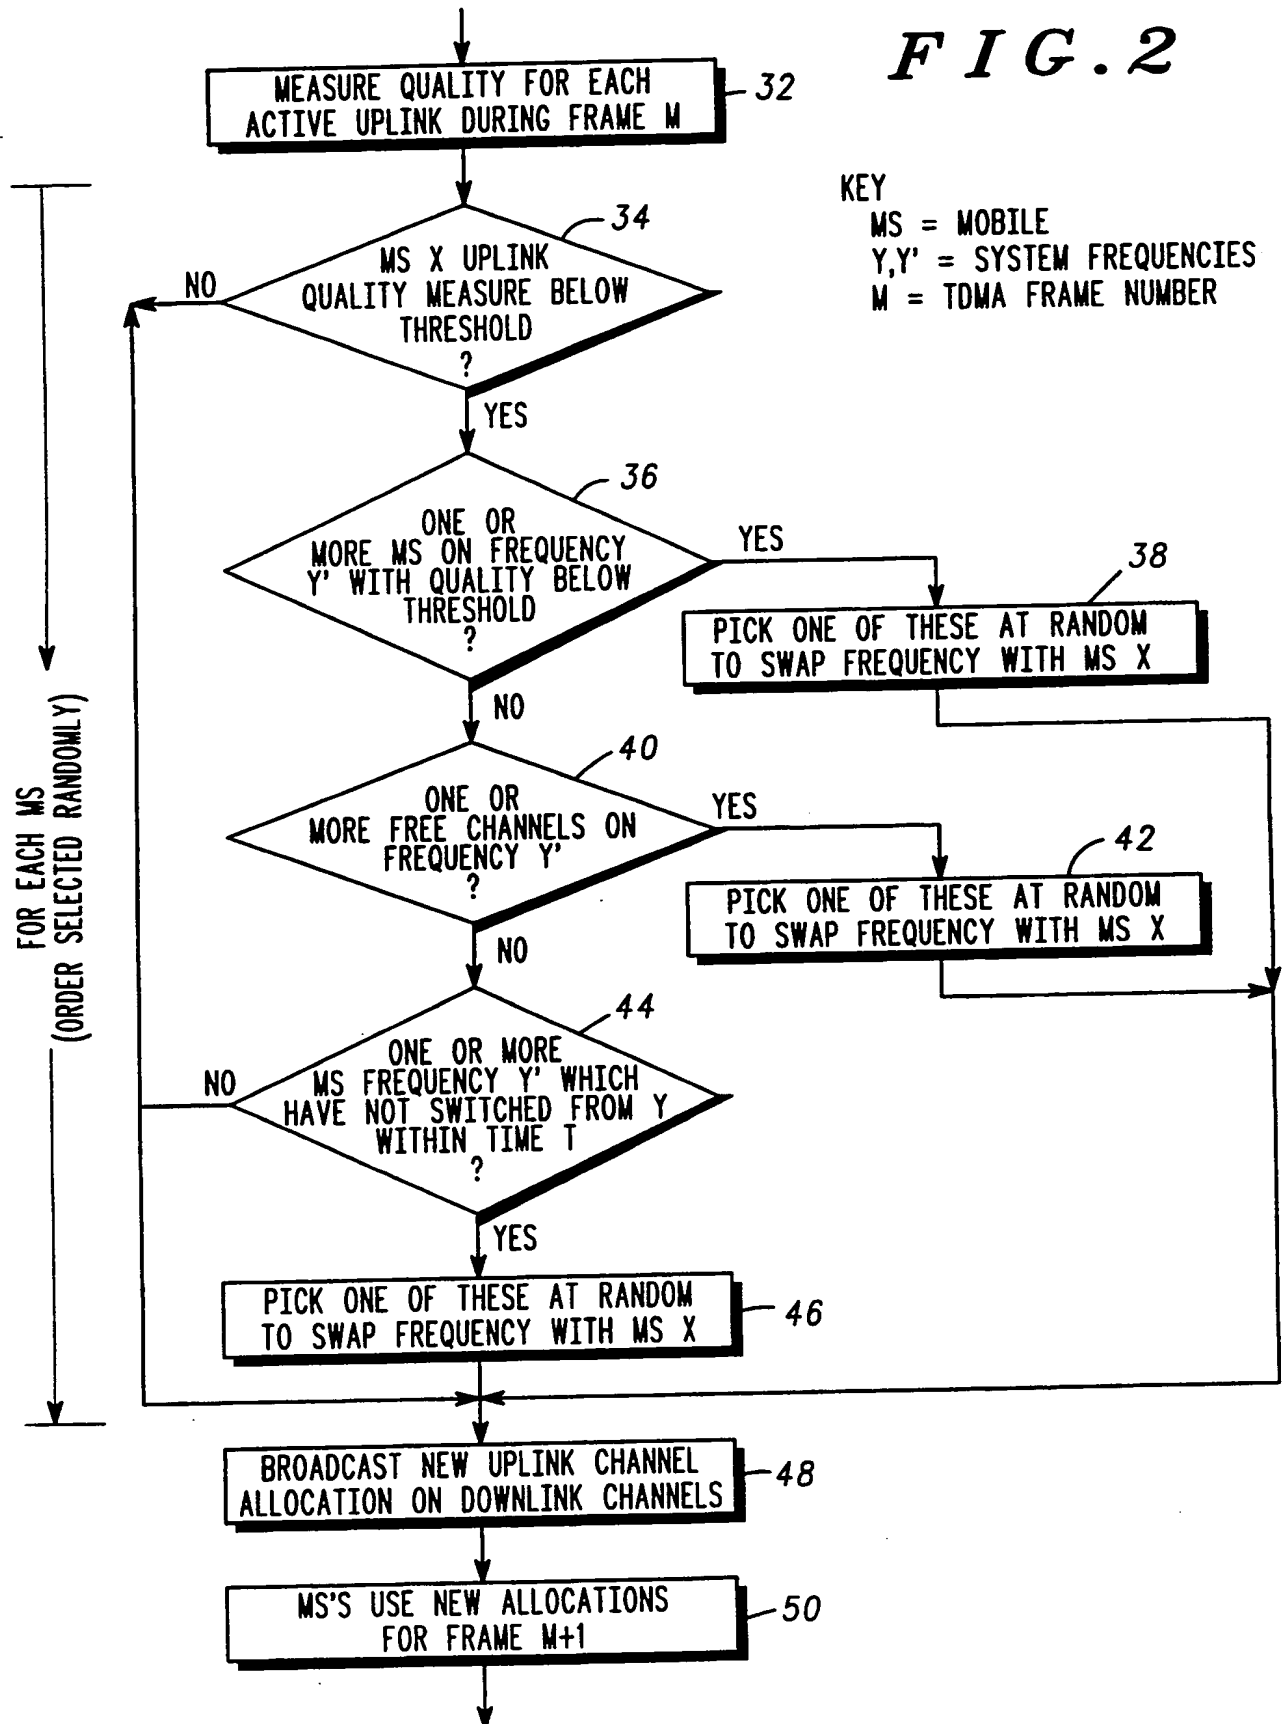 FIG.2
MEASURE QUALITY FOR EACH
ACTIVE UPLINK DURING FRAME M
32
KEY
MS = MOBILE
Y,Y' = SYSTEM FREQUENCIES
M = TDMA FRAME NUMBER
34
MS X UPLINK
QUALITY MEASURE BELOW
THRESHOLD
?
NO
YES
36
ONE OR
MORE MS ON FREQUENCY
Y' WITH QUALITY BELOW
THRESHOLD
?
YES
38
PICK ONE OF THESE AT RANDOM
TO SWAP FREQUENCY WITH MS X
NO
FOR EACH MS
(ORDER SELECTED RANDOMLY)
40
ONE OR
MORE FREE CHANNELS ON
FREQUENCY Y'
?
YES
42
PICK ONE OF THESE AT RANDOM
TO SWAP FREQUENCY WITH MS X
NO
44
ONE OR MORE
MS FREQUENCY Y' WHICH
HAVE NOT SWITCHED FROM Y
WITHIN TIME T
?
NO
YES
PICK ONE OF THESE AT RANDOM
TO SWAP FREQUENCY WITH MS X
46
BROADCAST NEW UPLINK CHANNEL
ALLOCATION ON DOWNLINK CHANNELS
48
MS'S USE NEW ALLOCATIONS
FOR FRAME M+1
50